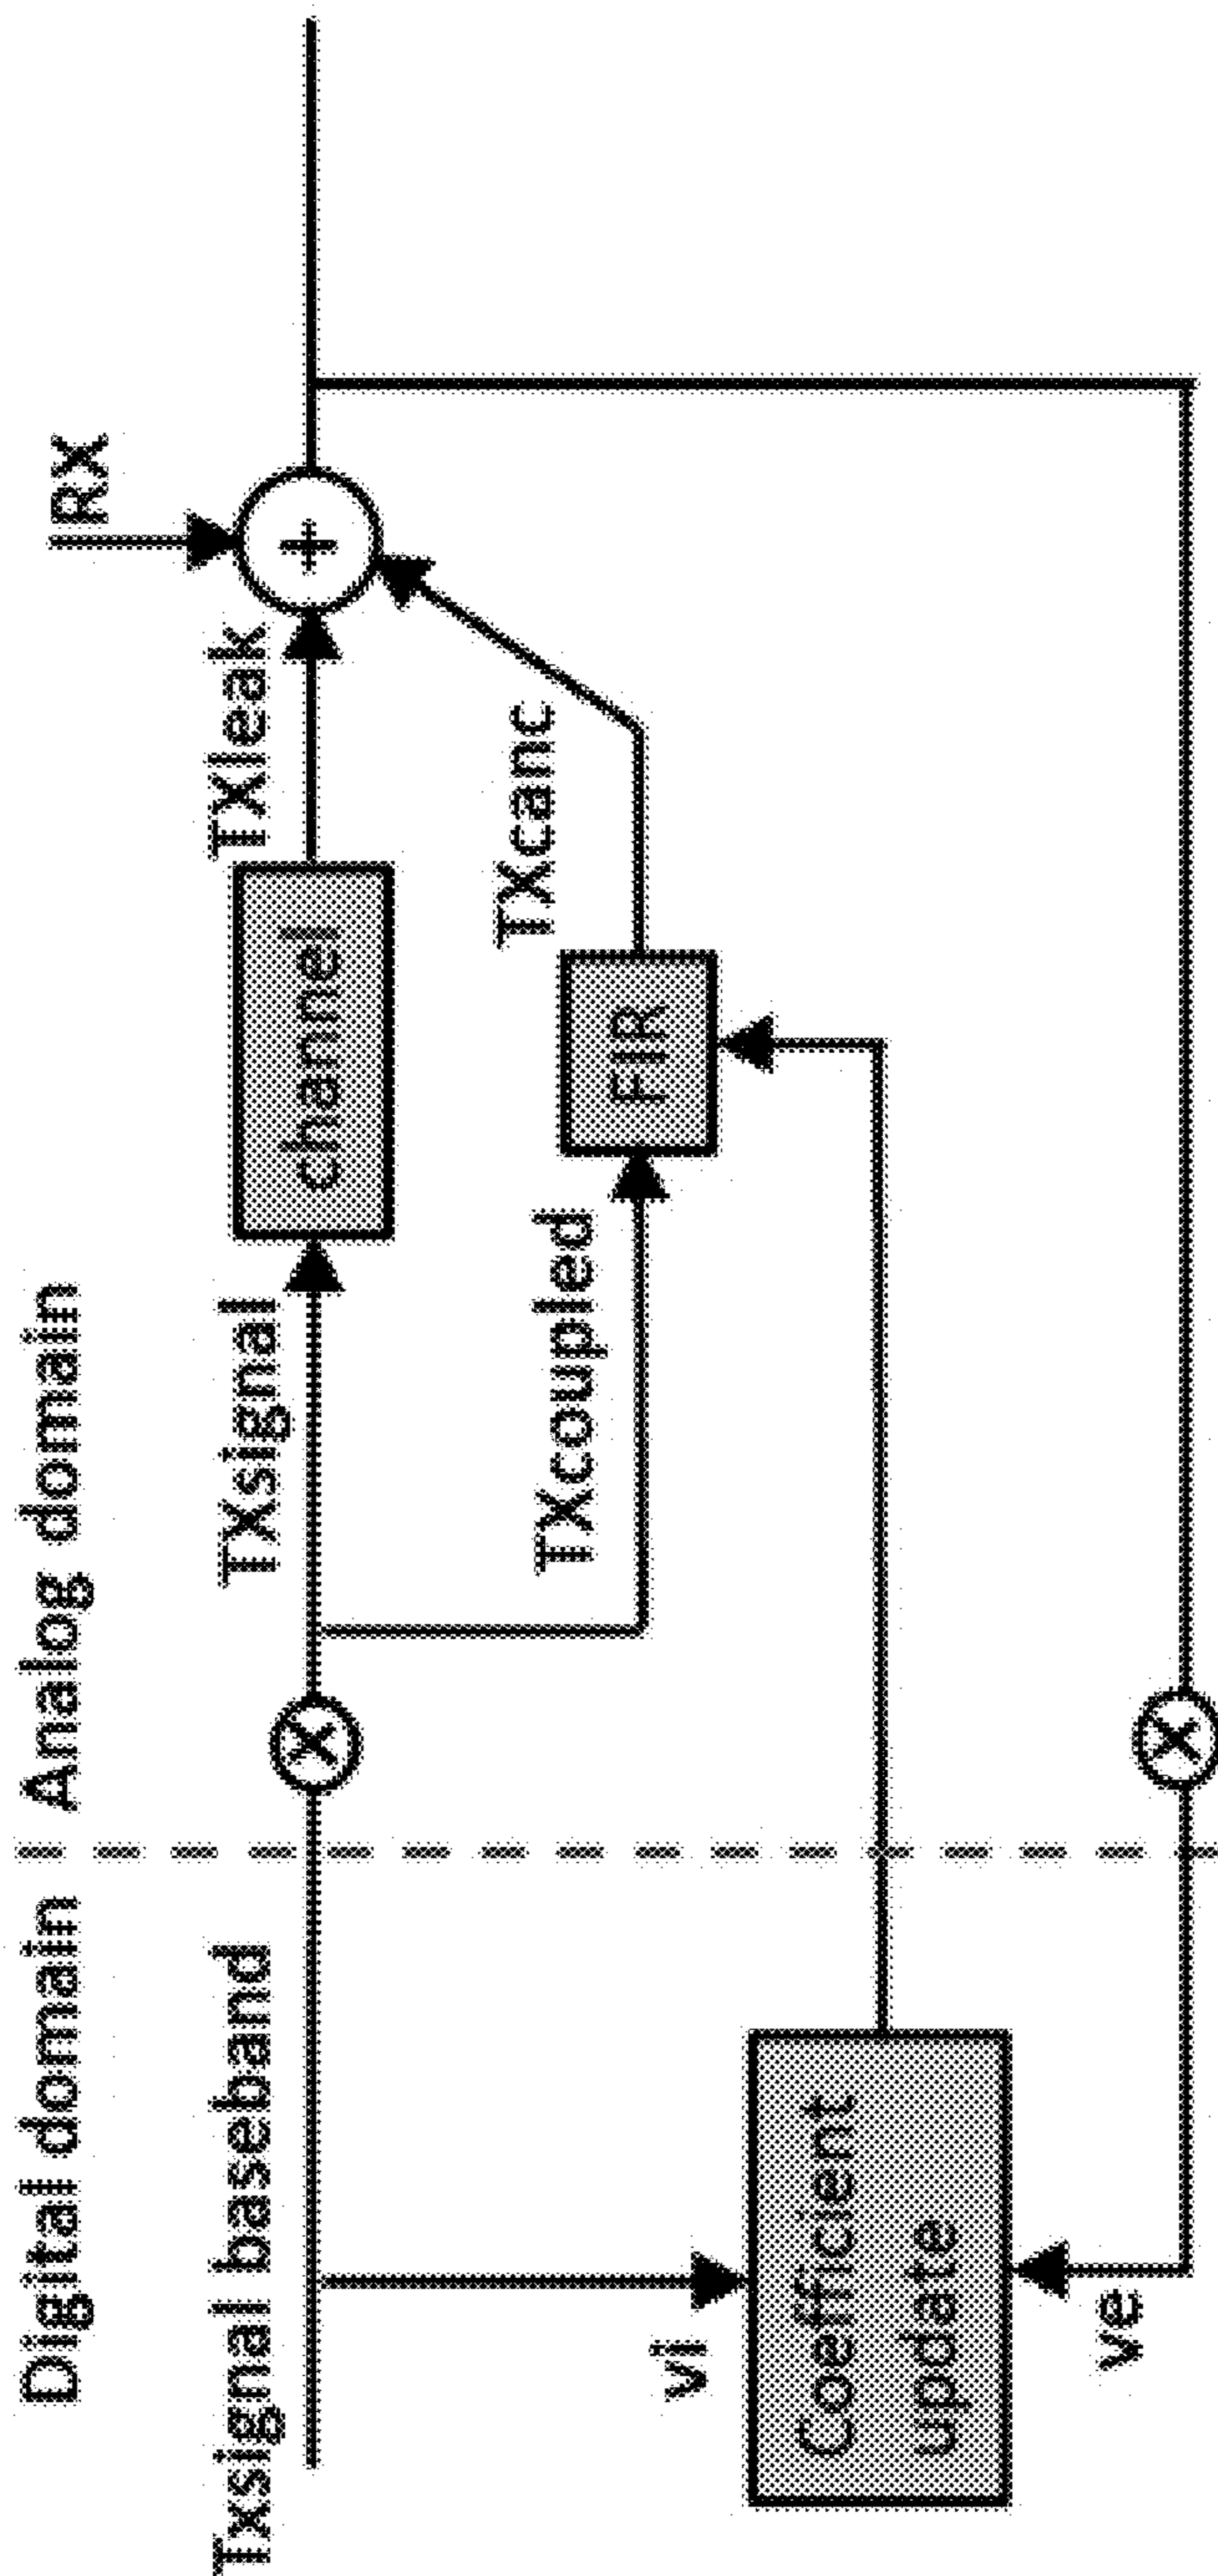 Digital domain
Analog domain
Txsignal baseband
X
TXsignal
channel
TXleak
RX
+
TXcoupled
FIR
TXcanc
vi
Coefficient
update
ve
X